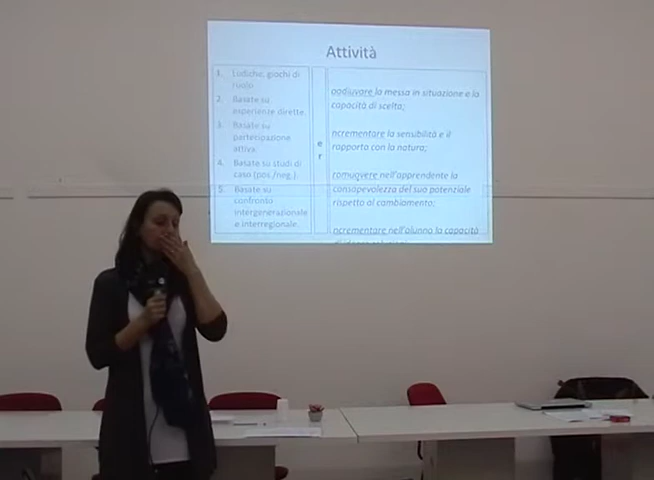 Attività
1. Ludiche, giochi di
ruolo
2. Basate su
esperienze dirette.
3. Basate su
partecipazione
attiva
4. Basate su studi di
caso (pos./neg.)
5. Basate su
confronto
intergenerazionale
e interregionale.
e
r
oadiuvare la messa in situazione e la
capacità di scelta;
ncrementare la sensibilità e il
rapporto con la natura;
romuovere nell'apprendente la
consapevolezza del suo potenziale
rispetto al cambiamento;
ncrementare nell'alunno la capacità